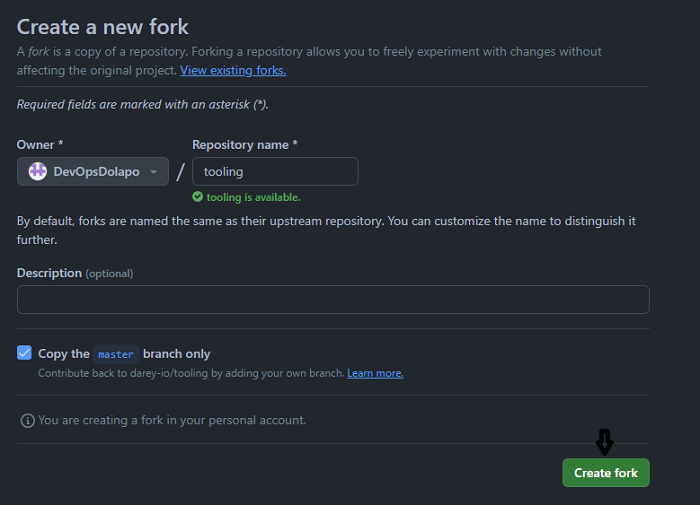 Create a new fork
A fork is a copy of a repository. Forking a repository allows you to freely experiment with changes without
affecting the original project. View existing forks.
Required fields are marked with an asterisk (*).
Owner * Repository name *
DevOpsDolapo / tooling
tooling is available.
By default, forks are named the same as their upstream repository. You can customize the name to distinguish it
further.
Description (optional)
Copy the master branch only
Contribute back to darey-io/tooling by adding your own branch. Learn more.
You are creating a fork in your personal account.
Create fork